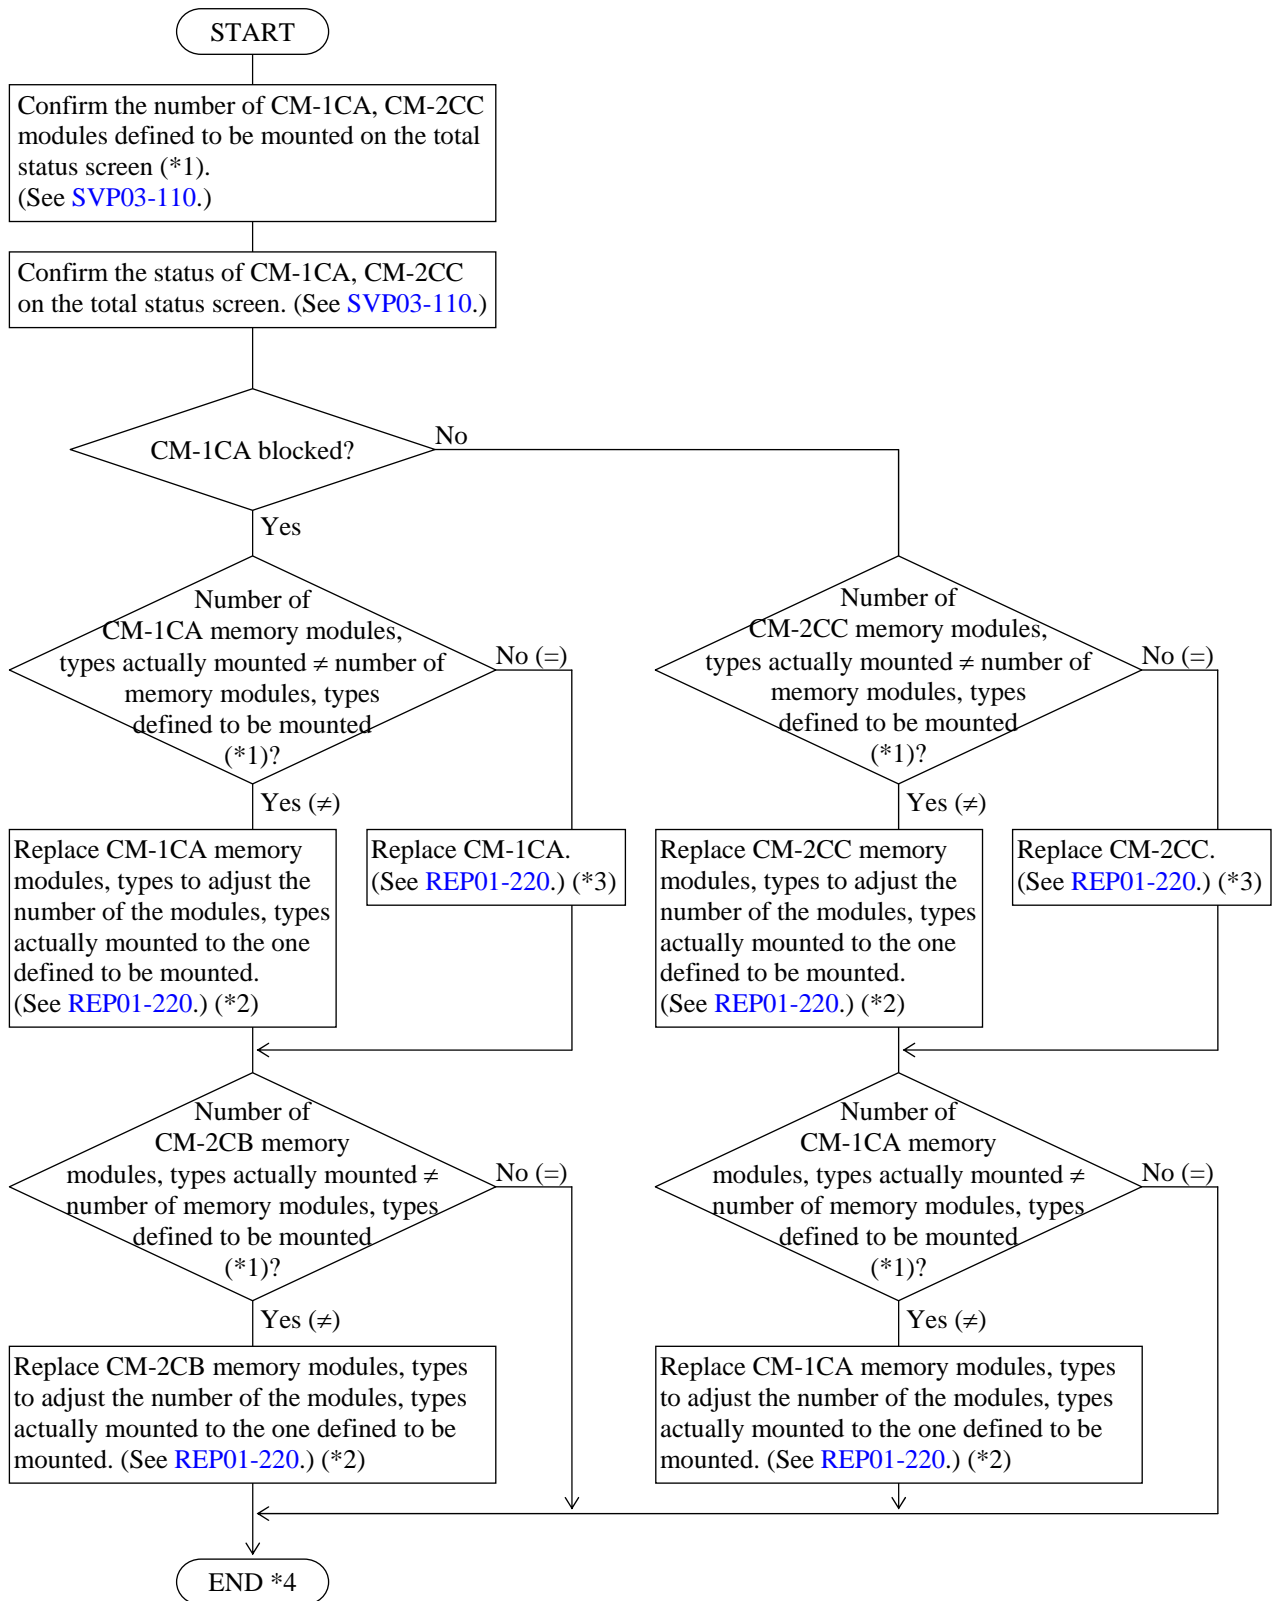 START
Confirm the number of CM-1CA, CM-2CC
modules defined to be mounted on the total
status screen (*1).
(See SVP03-110.)
Confirm the status of CM-1CA, CM-2CC
on the total status screen. (See SVP03-110.)
CM-1CA blocked?
No
Yes
Number of
CM-1CA memory modules,
types actually mounted ≠ number of
memory modules, types
defined to be mounted
(*1)?
No (=)
Yes (≠)
Number of
CM-2CC memory modules,
types actually mounted ≠ number of
memory modules, types
defined to be mounted
(*1)?
No (=)
Yes (≠)
Replace CM-1CA memory
modules, types to adjust the
number of the modules, types
actually mounted to the one
defined to be mounted.
(See REP01-220.) (*2)
Replace CM-1CA.
(See REP01-220.) (*3)
Replace CM-2CC memory
modules, types to adjust the
number of the modules, types
actually mounted to the one
defined to be mounted.
(See REP01-220.) (*2)
Replace CM-2CC.
(See REP01-220.) (*3)
Number of
CM-2CB memory
modules, types actually mounted ≠
number of memory modules, types
defined to be mounted
(*1)?
No (=)
Yes (≠)
Number of
CM-1CA memory
modules, types actually mounted ≠
number of memory modules, types
defined to be mounted
(*1)?
No (=)
Yes (≠)
Replace CM-2CB memory modules, types
to adjust the number of the modules, types
actually mounted to the one defined to be
mounted. (See REP01-220.) (*2)
Replace CM-1CA memory modules, types
to adjust the number of the modules, types
actually mounted to the one defined to be
mounted. (See REP01-220.) (*2)
END *4